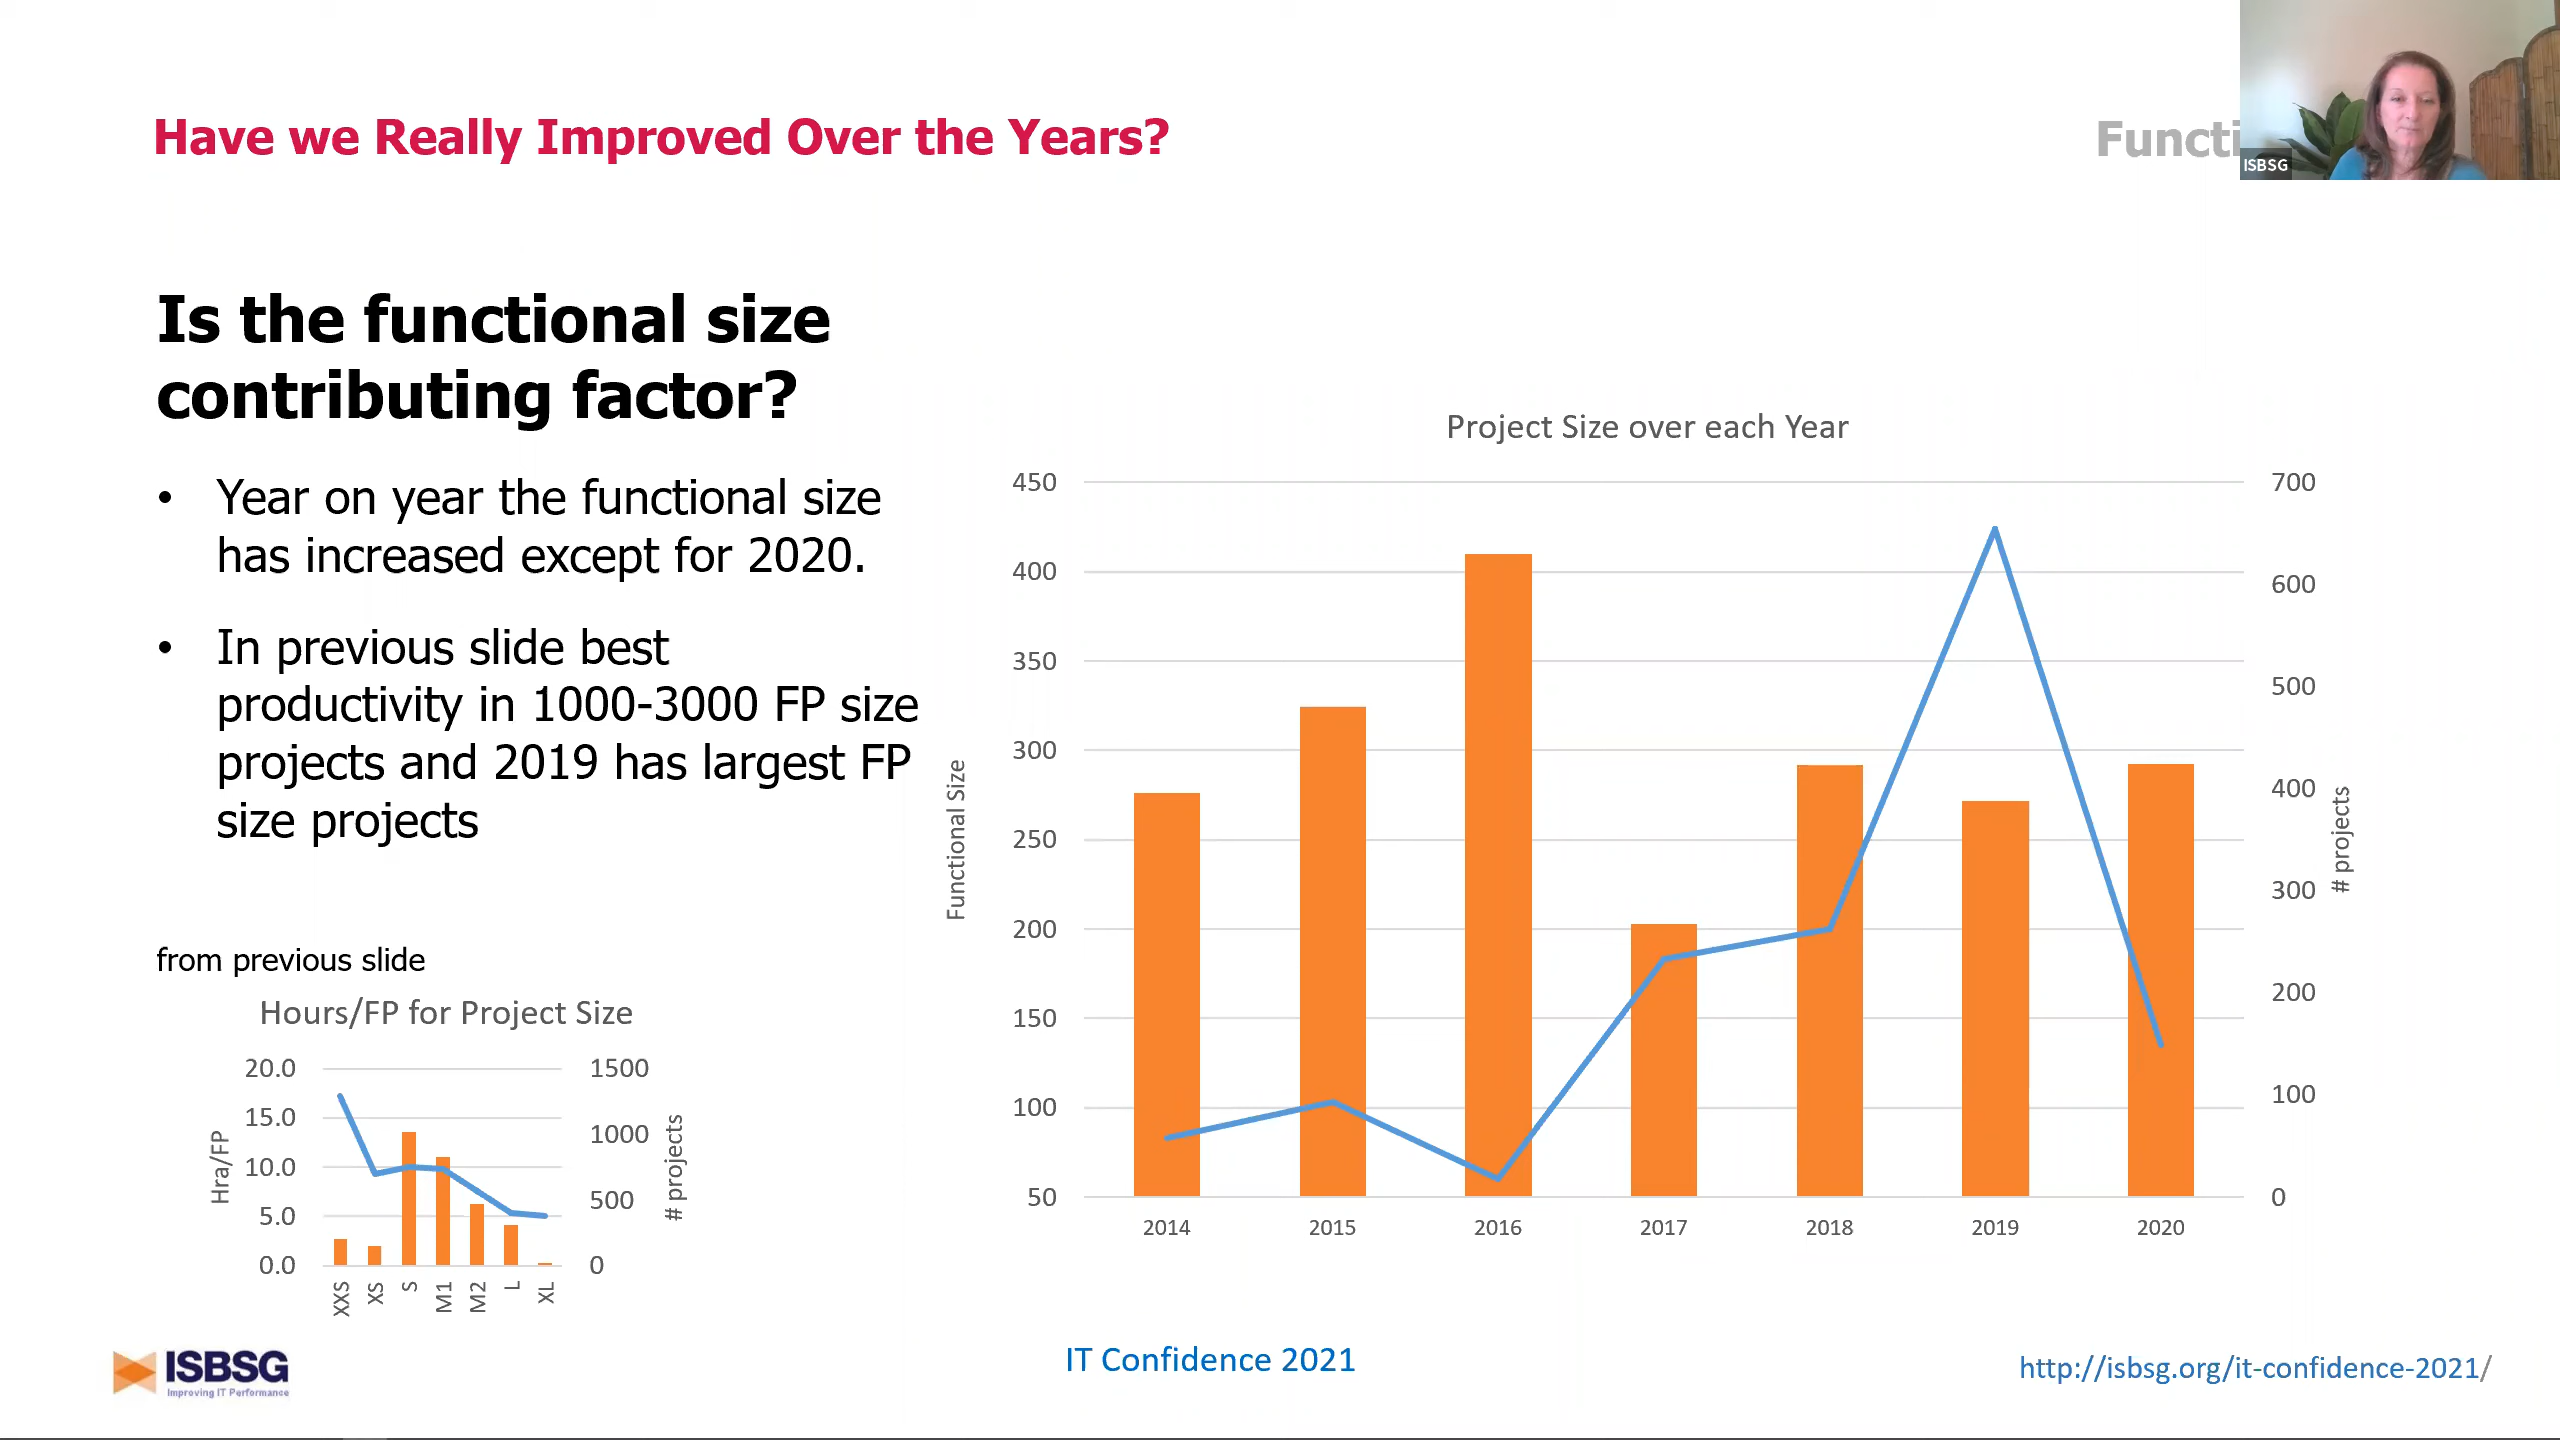 Have we Really Improved Over the Years?
ISBSG
Is the functional size
contributing factor?
• Year on year the functional size
has increased except for 2020.
• In previous slide best
productivity in 1000-3000 FP size
projects and 2019 has largest FP
size projects
from previous slide
Hours/FP for Project Size
20.0
15.0
10.0
5.0
0.0
Hra/FP
1500
1000
500
0
# projects
XXS XS S M1 M2 L XL
Project Size over each Year
450
400
350
300
250
200
150
100
50
Functional Size
700
600
500
400
300
200
100
0
# projects
2014 2015 2016 2017 2018 2019 2020
ISBSG
Improving IT Performance
IT Confidence 2021
http://isbsg.org/it-confidence-2021/